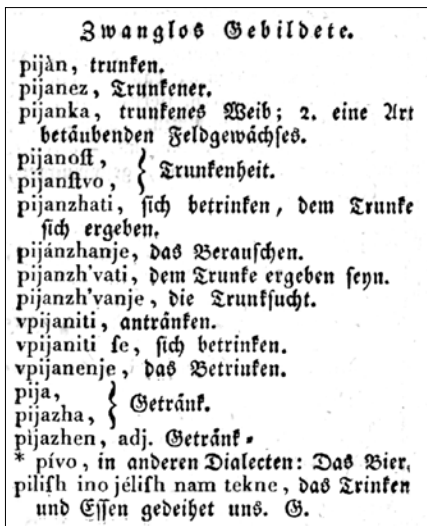 Zwanglos Gebildete.
pijàn, trunken.
pijanez, Trunkener.
pijanka, trunkenes Weib; 2. eine Art
betäubenden Feldgewächses.
pijanoſt,
pijanſtvo, } Trunkenheit.
pijanzhati, ſich betrinken, dem Trunke
ſich ergeben.
pijánzhanje, das Berauſchen.
pijanzh'vati, dem Trunke ergeben ſeyn.
pijanzh'vanje, die Trunkſucht.
vpijaniti, antränken.
vpijaniti ſe, ſich betrinken.
vpijanenje, das Betriuken.
pija,
pijazha, } Getränk.
pijazhen, adj. Getränk⸗
* pívo, in anderen Dialecten: Das Bier,
piliſh ino jéliſh nam tekne, das Trinken
und Eſſen gedeihet uns. G.